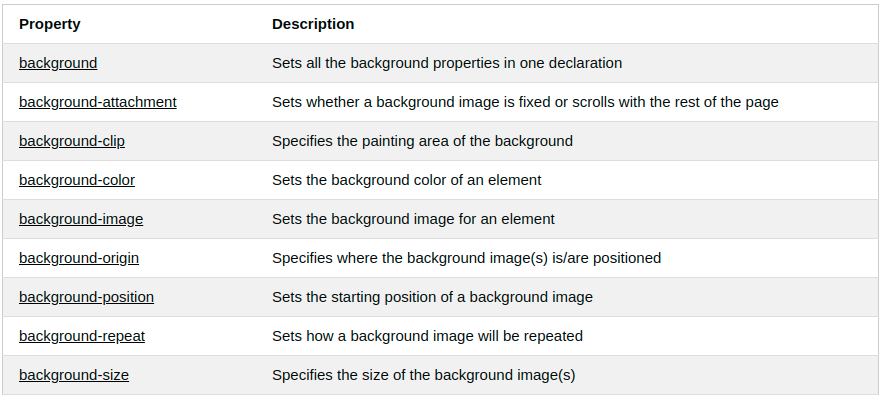 Property Description
background Sets all the background properties in one declaration
background-attachment Sets whether a background image is fixed or scrolls with the rest of the page
background-clip Specifies the painting area of the background
background-color Sets the background color of an element
background-image Sets the background image for an element
background-origin Specifies where the background image(s) is/are positioned
background-position Sets the starting position of a background image
background-repeat Sets how a background image will be repeated
background-size Specifies the size of the background image(s)